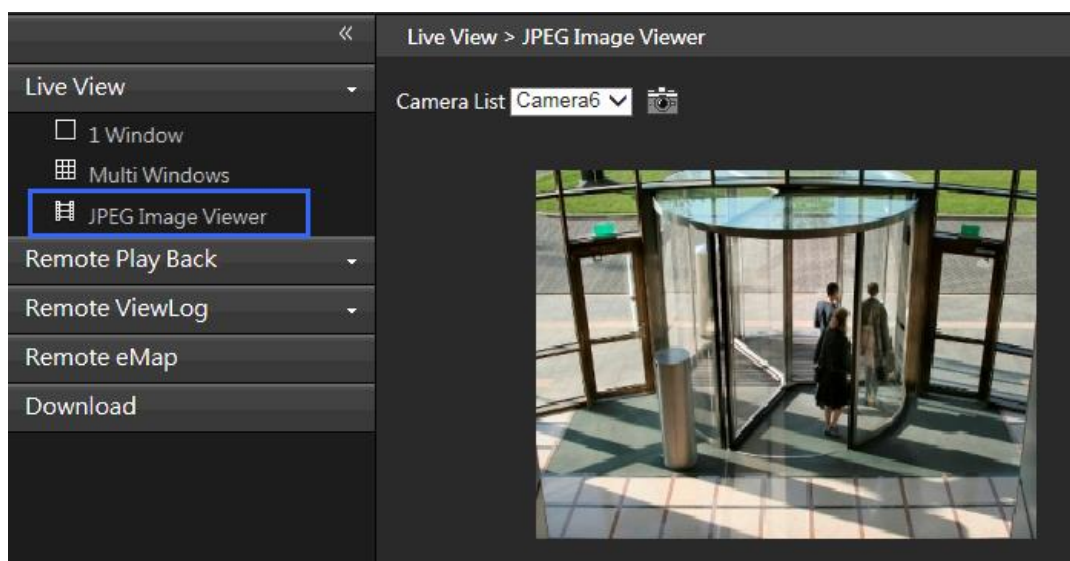 «
Live View > JPEG Image Viewer
Live View
Camera List Camera6
1 Window
Multi Windows
JPEG Image Viewer
Remote Play Back
Remote ViewLog
Remote eMap
Download